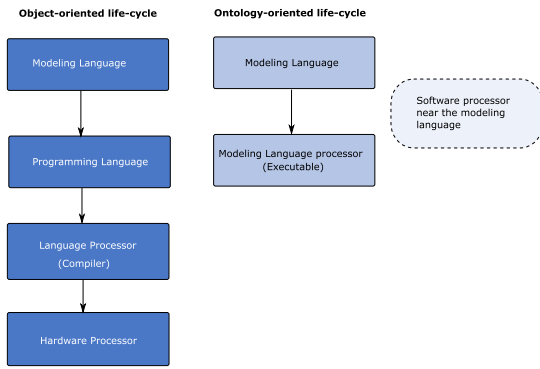 Object-oriented life-cycle
Modeling Language
Programming Language
Language Processor
(Compiler)
Hardware Processor
Ontology-oriented life-cycle
Modeling Language
Modeling Language processor
(Executable)
Software processor
near the modeling
language